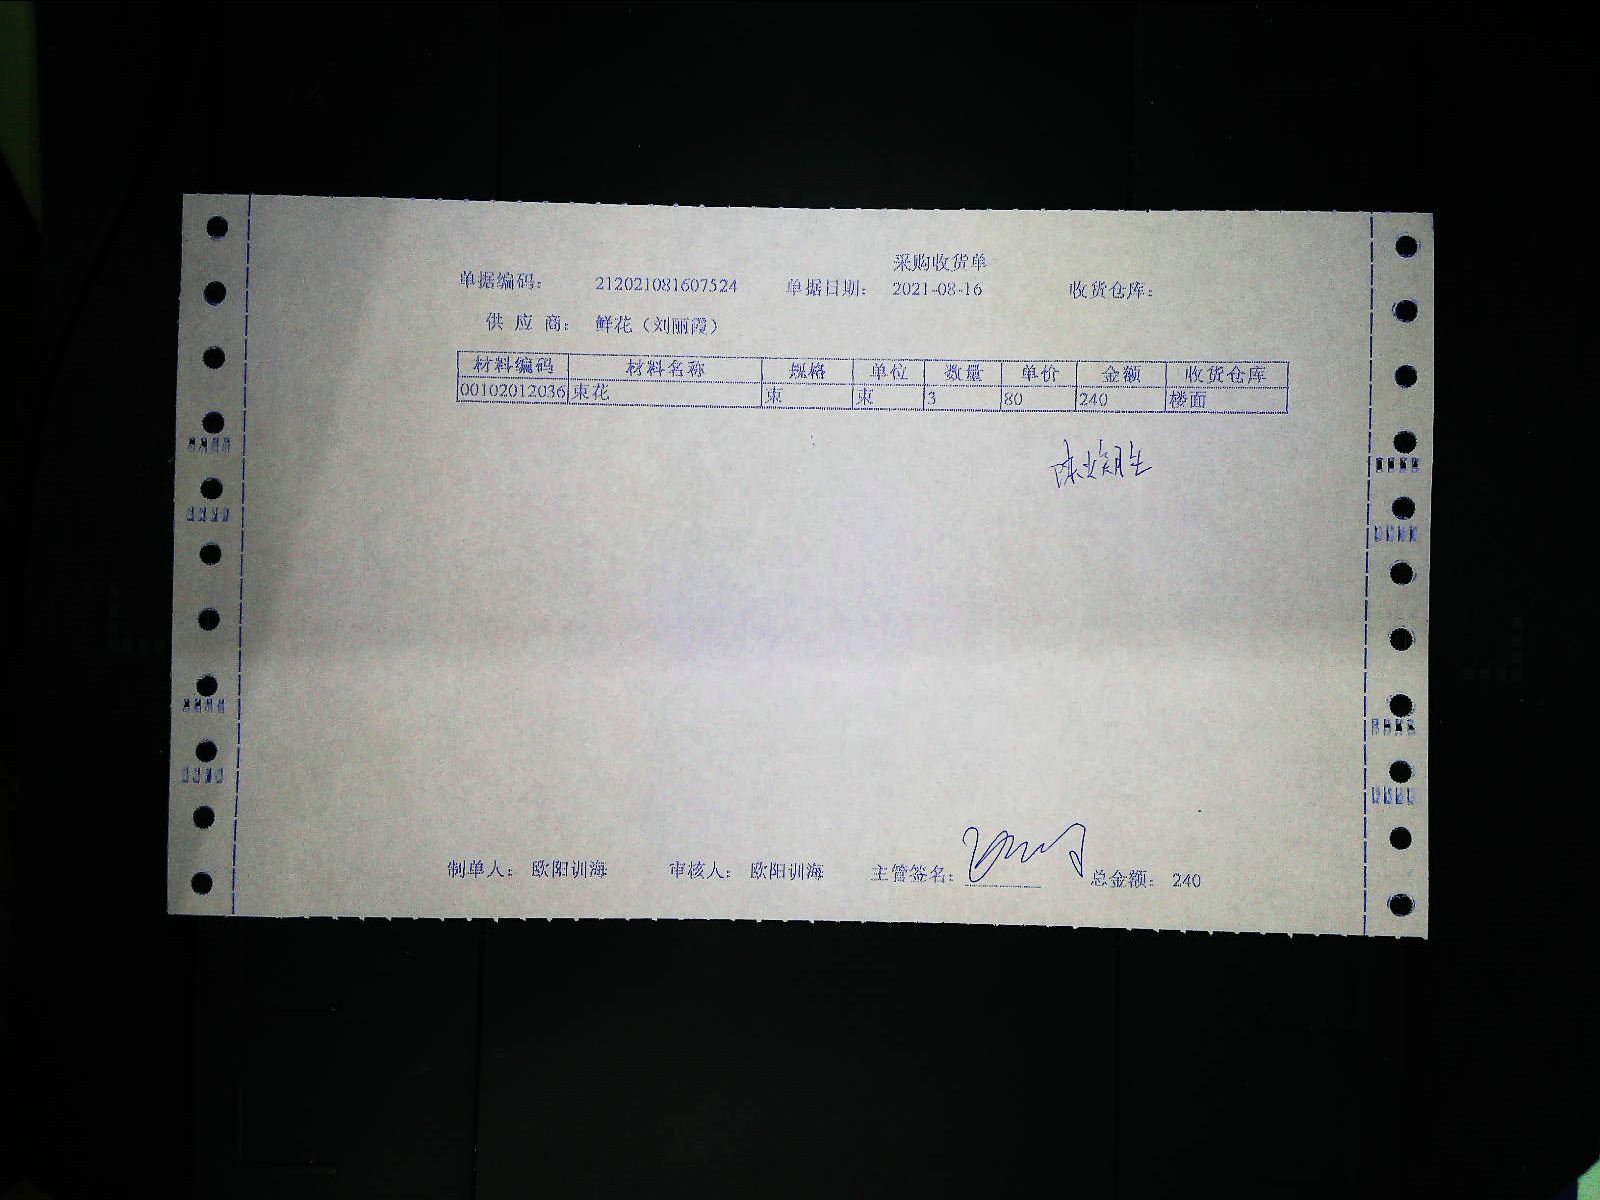 采购收货单
单据编码： 212021081607524 单据日期： 2021-08-16 收货仓库：
供 应 商： 鲜花（刘丽霞）
材料编码 材料名称 规格 单位 数量 单价 金额 收货仓库
00102012036 束花 束 束 3 80 240 楼面
制单人： 欧阳训海 审核人： 欧阳训海 主管签名： 总金额： 240